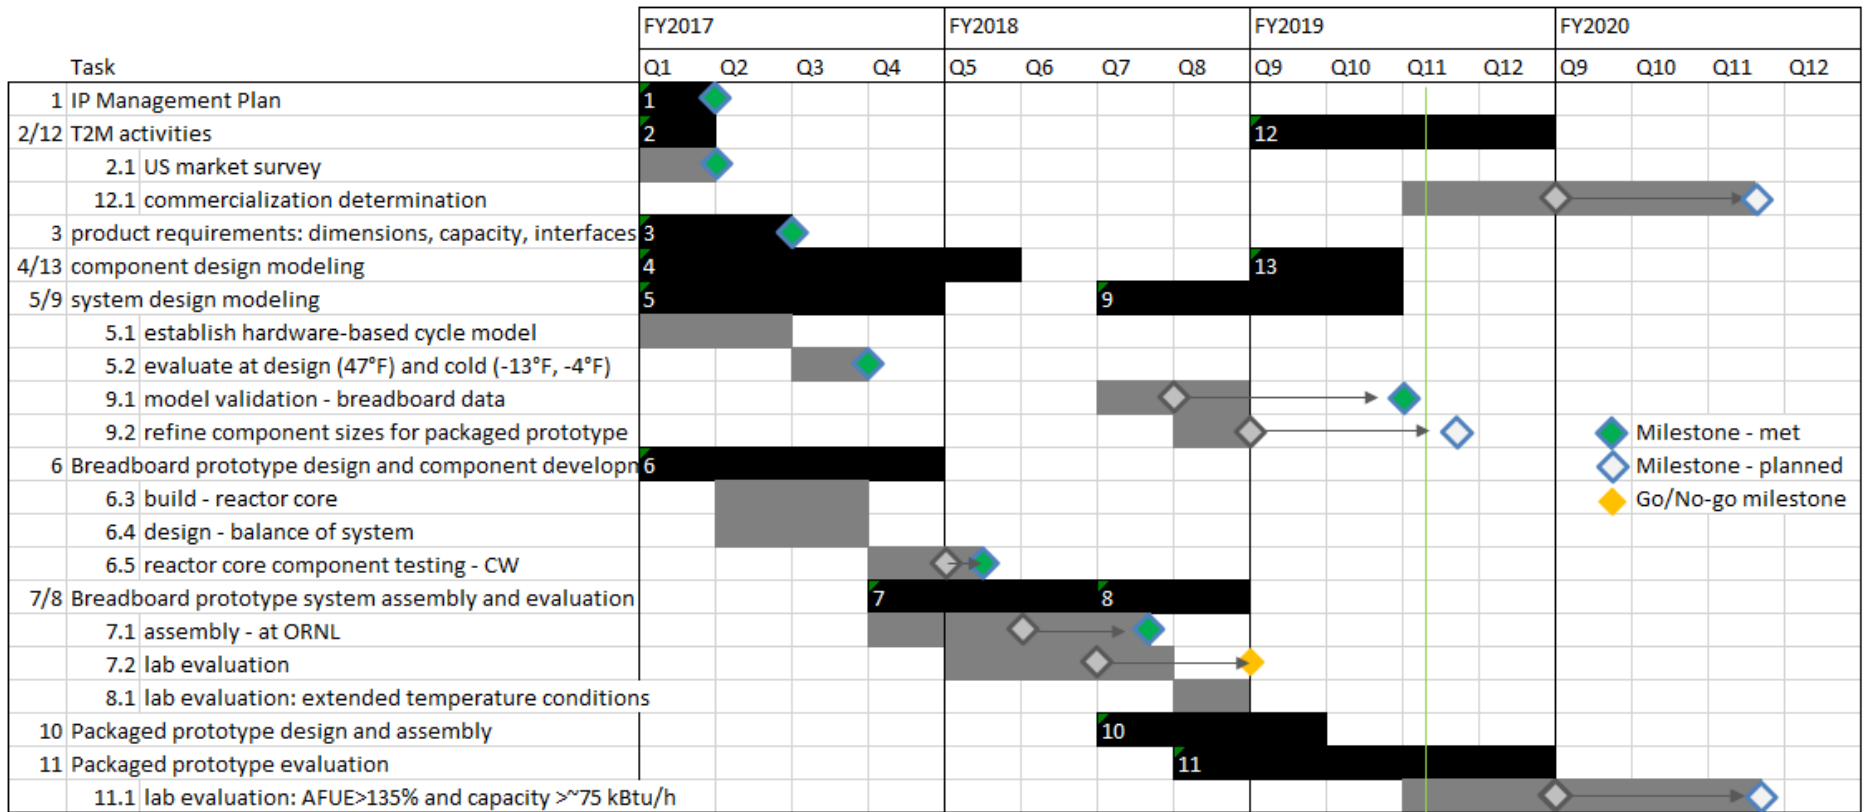 FY2017 FY2018 FY2019 FY2020
Task Q1 Q2 Q3 Q4 Q5 Q6 Q7 Q8 Q9 Q10 Q11 Q12 Q9 Q10 Q11 Q12
1 IP Management Plan 1
2/12 T2M activities 2 12
2.1 US market survey
12.1 commercialization determination
3 product requirements: dimensions, capacity, interfaces 3
4/13 component design modeling 4 13
5/9 system design modeling 5 9
5.1 establish hardware-based cycle model
5.2 evaluate at design (47°F) and cold (-13°F, -4°F)
9.1 model validation - breadboard data
9.2 refine component sizes for packaged prototype
Milestone - met
6 Breadboard prototype design and component developn 6
Milestone - planned
6.3 build - reactor core
Go/No-go milestone
6.4 design - balance of system
6.5 reactor core component testing - CW
7/8 Breadboard prototype system assembly and evaluation 7 8
7.1 assembly - at ORNL
7.2 lab evaluation
8.1 lab evaluation: extended temperature conditions
10 Packaged prototype design and assembly 10
11 Packaged prototype evaluation 11
11.1 lab evaluation: AFUE>135% and capacity >~75 kBtu/h